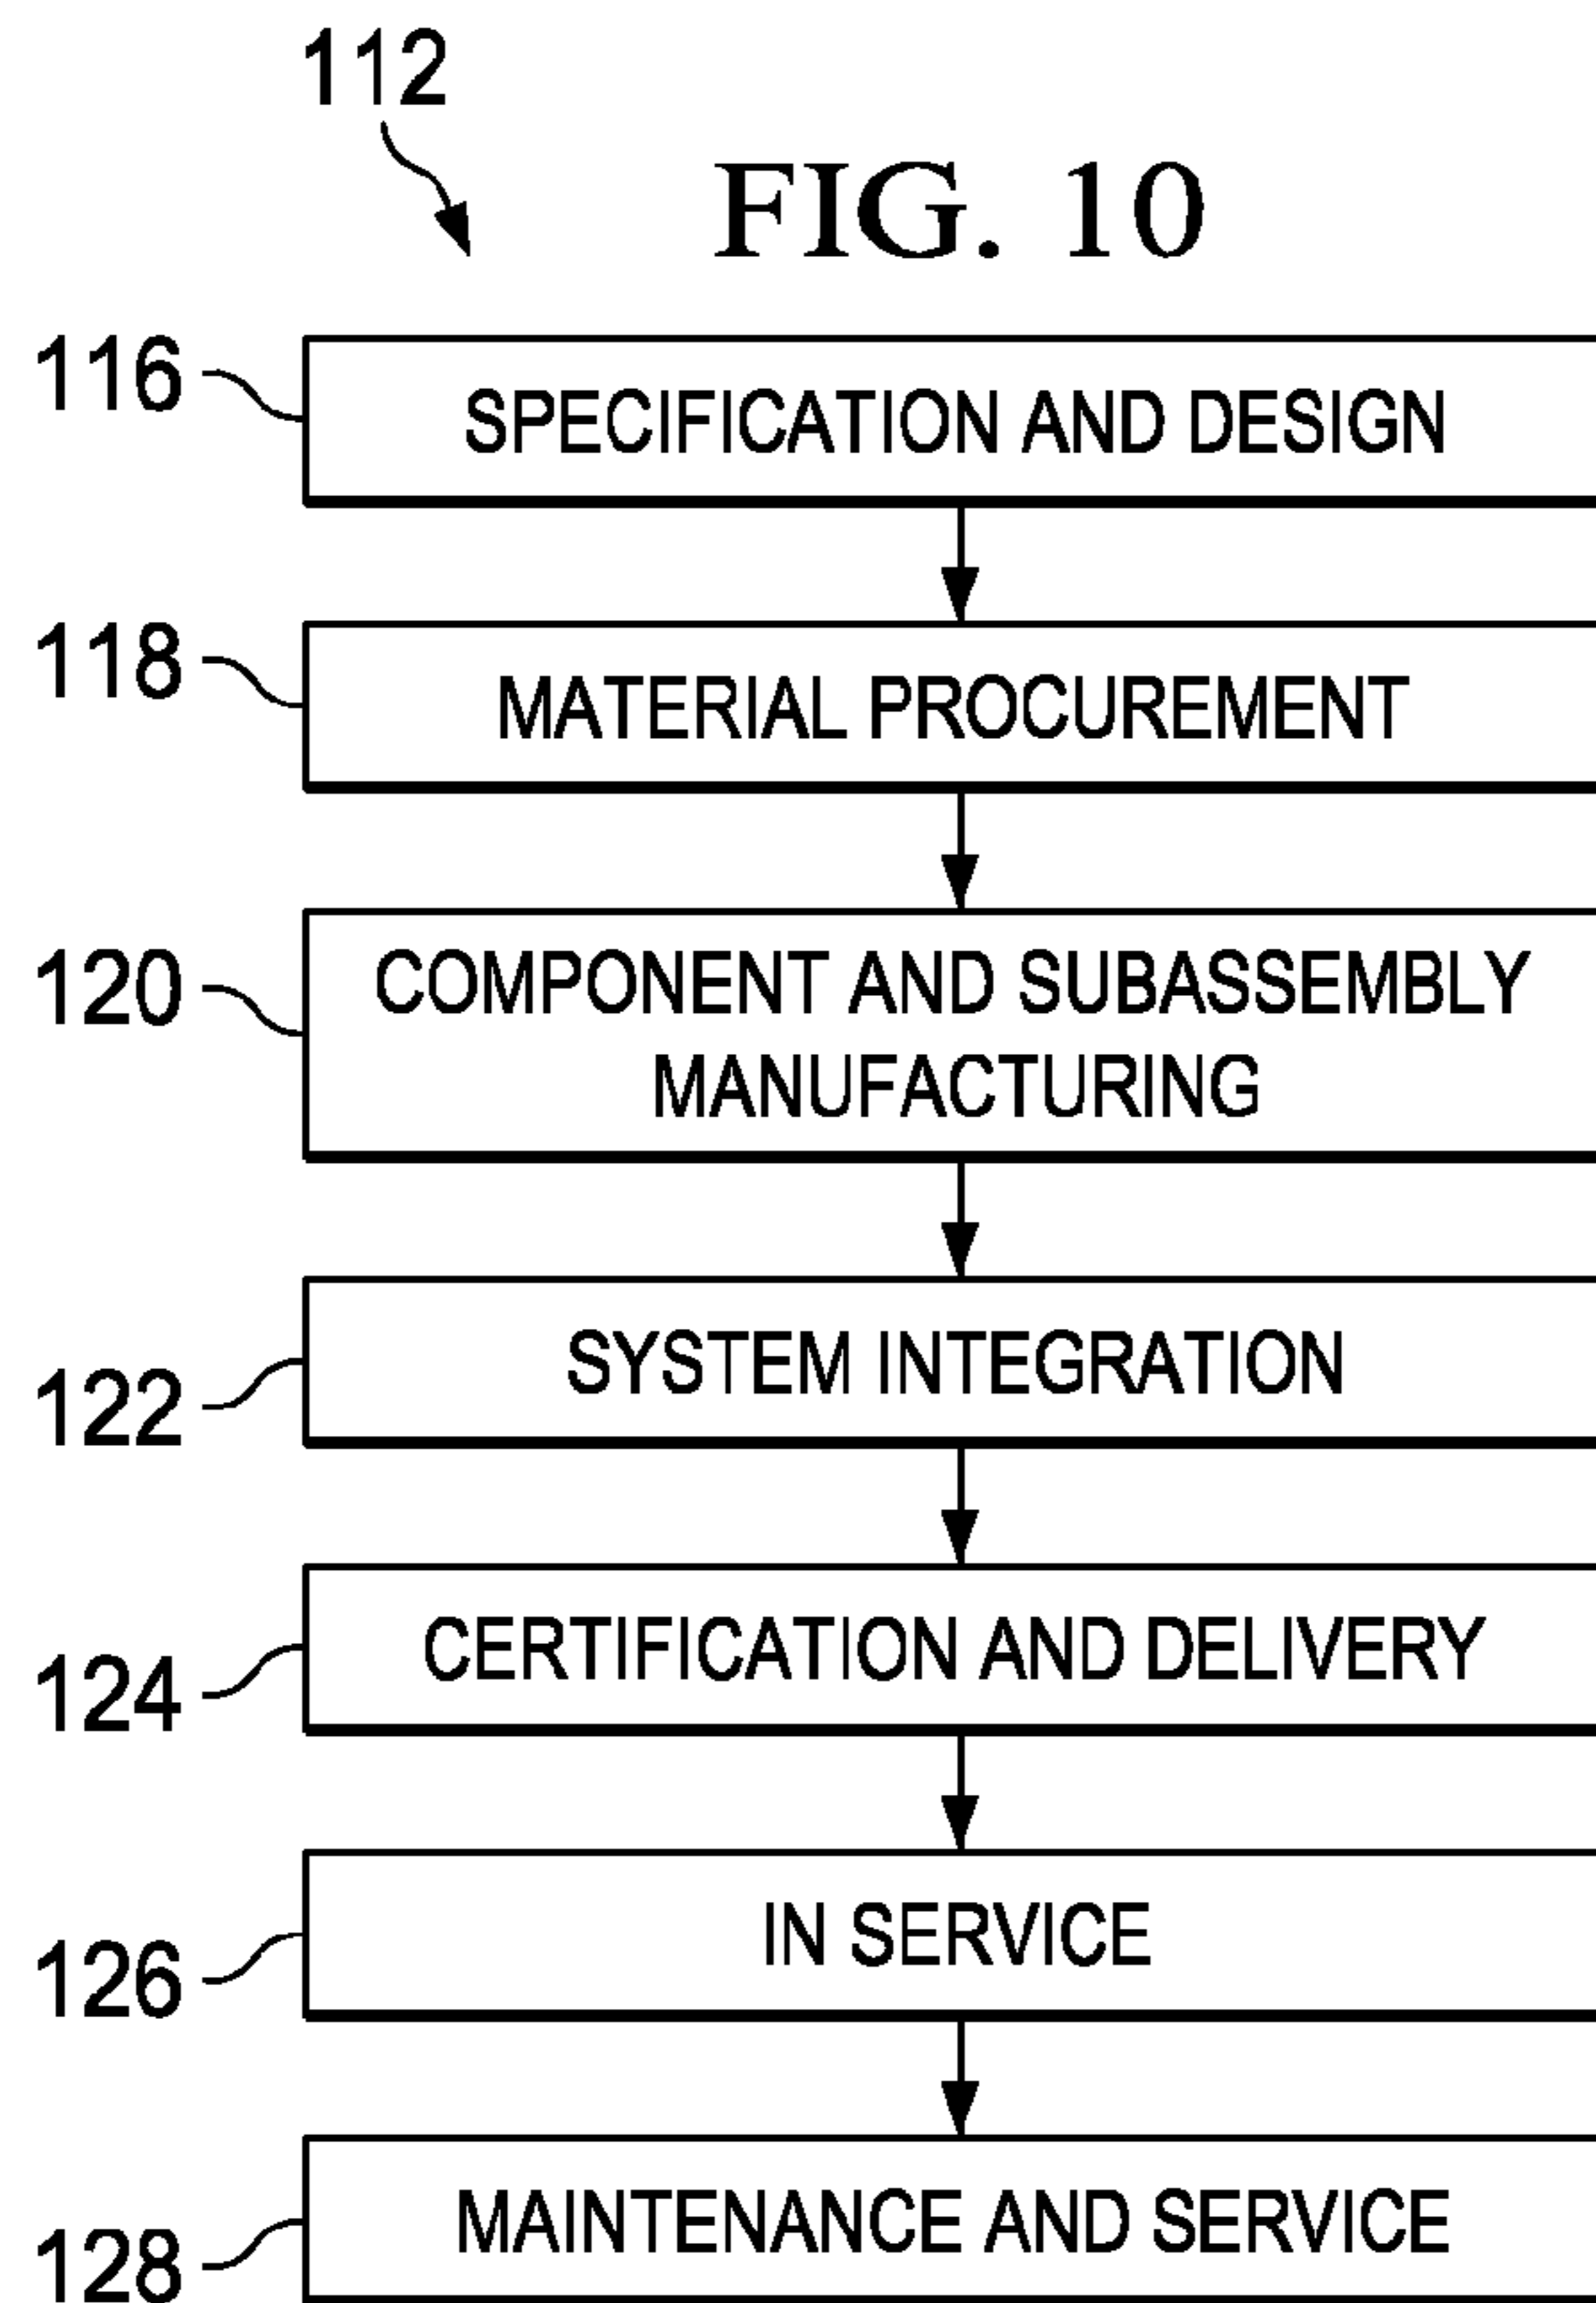 112
FIG. 10
116
SPECIFICATION AND DESIGN
118
MATERIAL PROCUREMENT
120
COMPONENT AND SUBASSEMBLY
MANUFACTURING
122
SYSTEM INTEGRATION
124
CERTIFICATION AND DELIVERY
126
IN SERVICE
128
MAINTENANCE AND SERVICE